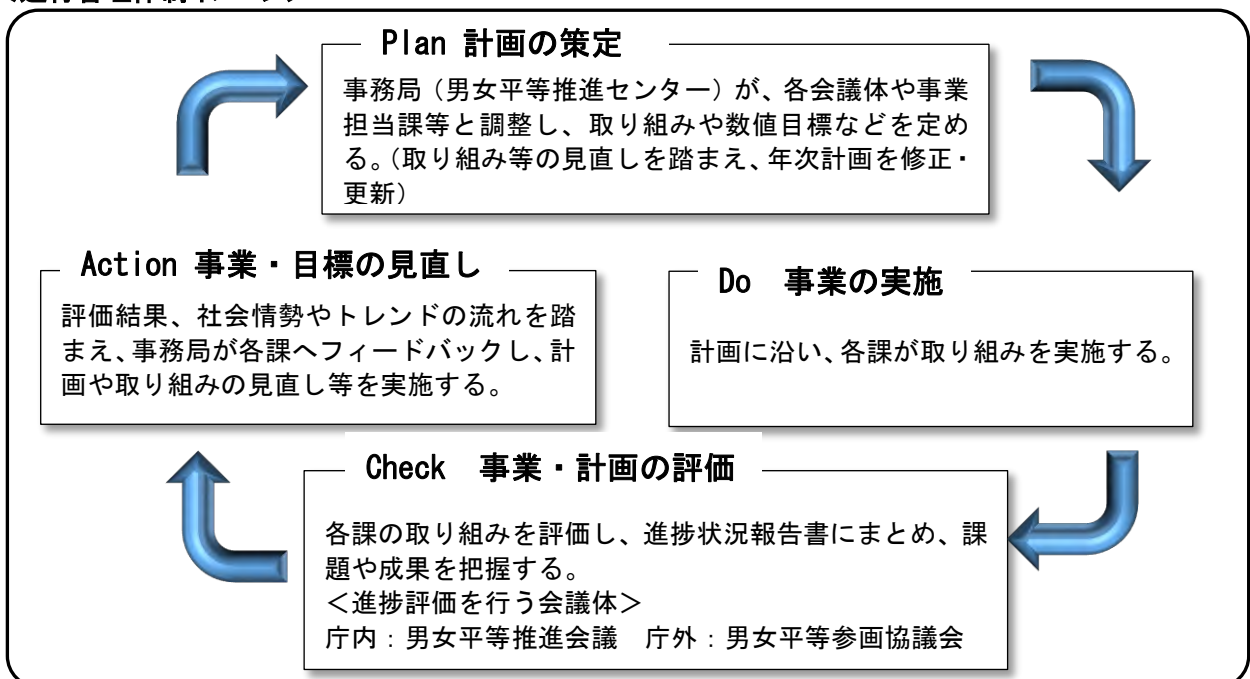 Plan 計画の策定
事務局（男女平等推進センター）が、各会議体や事業
担当課等と調整し、取り組みや数値目標などを定め
る。（取り組み等の見直しを踏まえ、年次計画を修正・
更新）
Action 事業・目標の見直し
評価結果、社会情勢やトレンドの流れを踏
まえ、事務局が各課へフィードバックし、計
画や取り組みの見直し等を実施する。
Do　事業の実施
計画に沿い、各課が取り組みを実施する。
Check　事業・計画の評価
各課の取り組みを評価し、進捗状況報告書にまとめ、課
題や成果を把握する。
＜進捗評価を行う会議体＞
庁内：男女平等推進会議　庁外：男女平等参画協議会